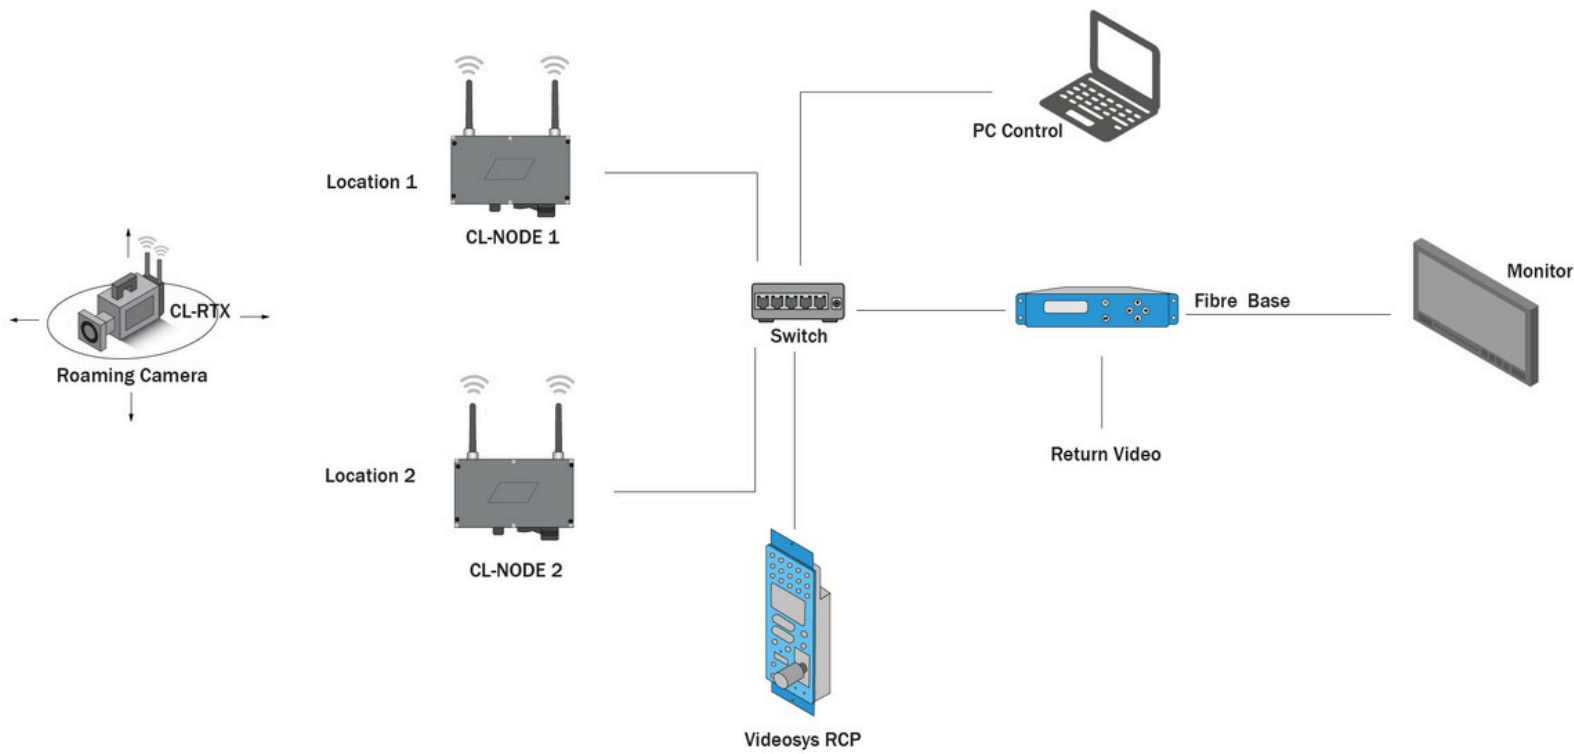 PC Control
Location 1
CL-NODE 1
CL-RTX
Roaming Camera
Switch
Fibre Base
Monitor
Return Video
Location 2
CL-NODE 2
Videosys RCP